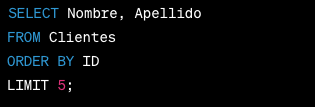 SELECT Nombre, Apellido
FROM Clientes
ORDER BY ID
LIMIT 5;